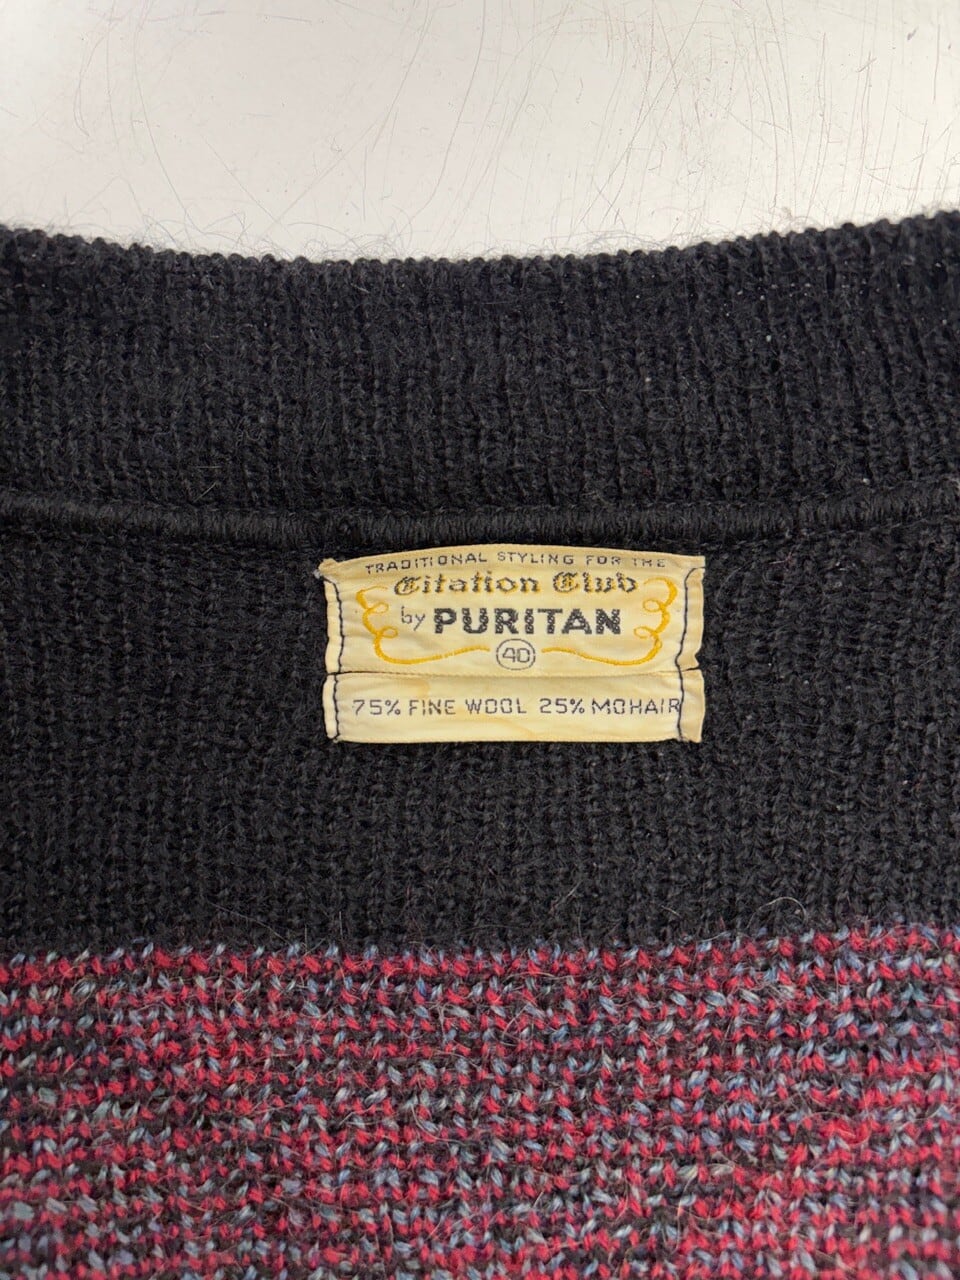 TRADITIONAL STYLING FOR THE
Citation Club
by PURITAN
40
75% FINE WOOL 25% MOHAIR